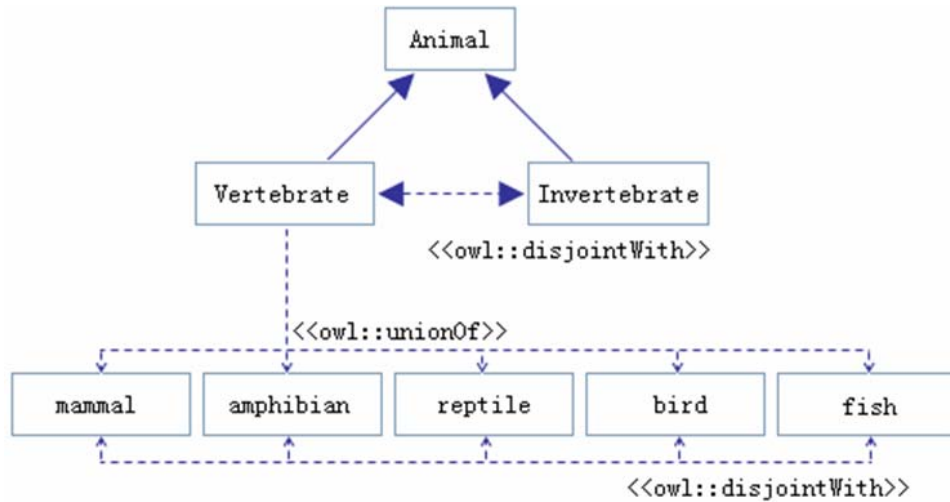 Animal
Vertebrate
Invertebrate
<<owl::disjointWith>>
<<owl::unionOf>>
mammal
amphibian
reptile
bird
fish
<<owl::disjointWith>>